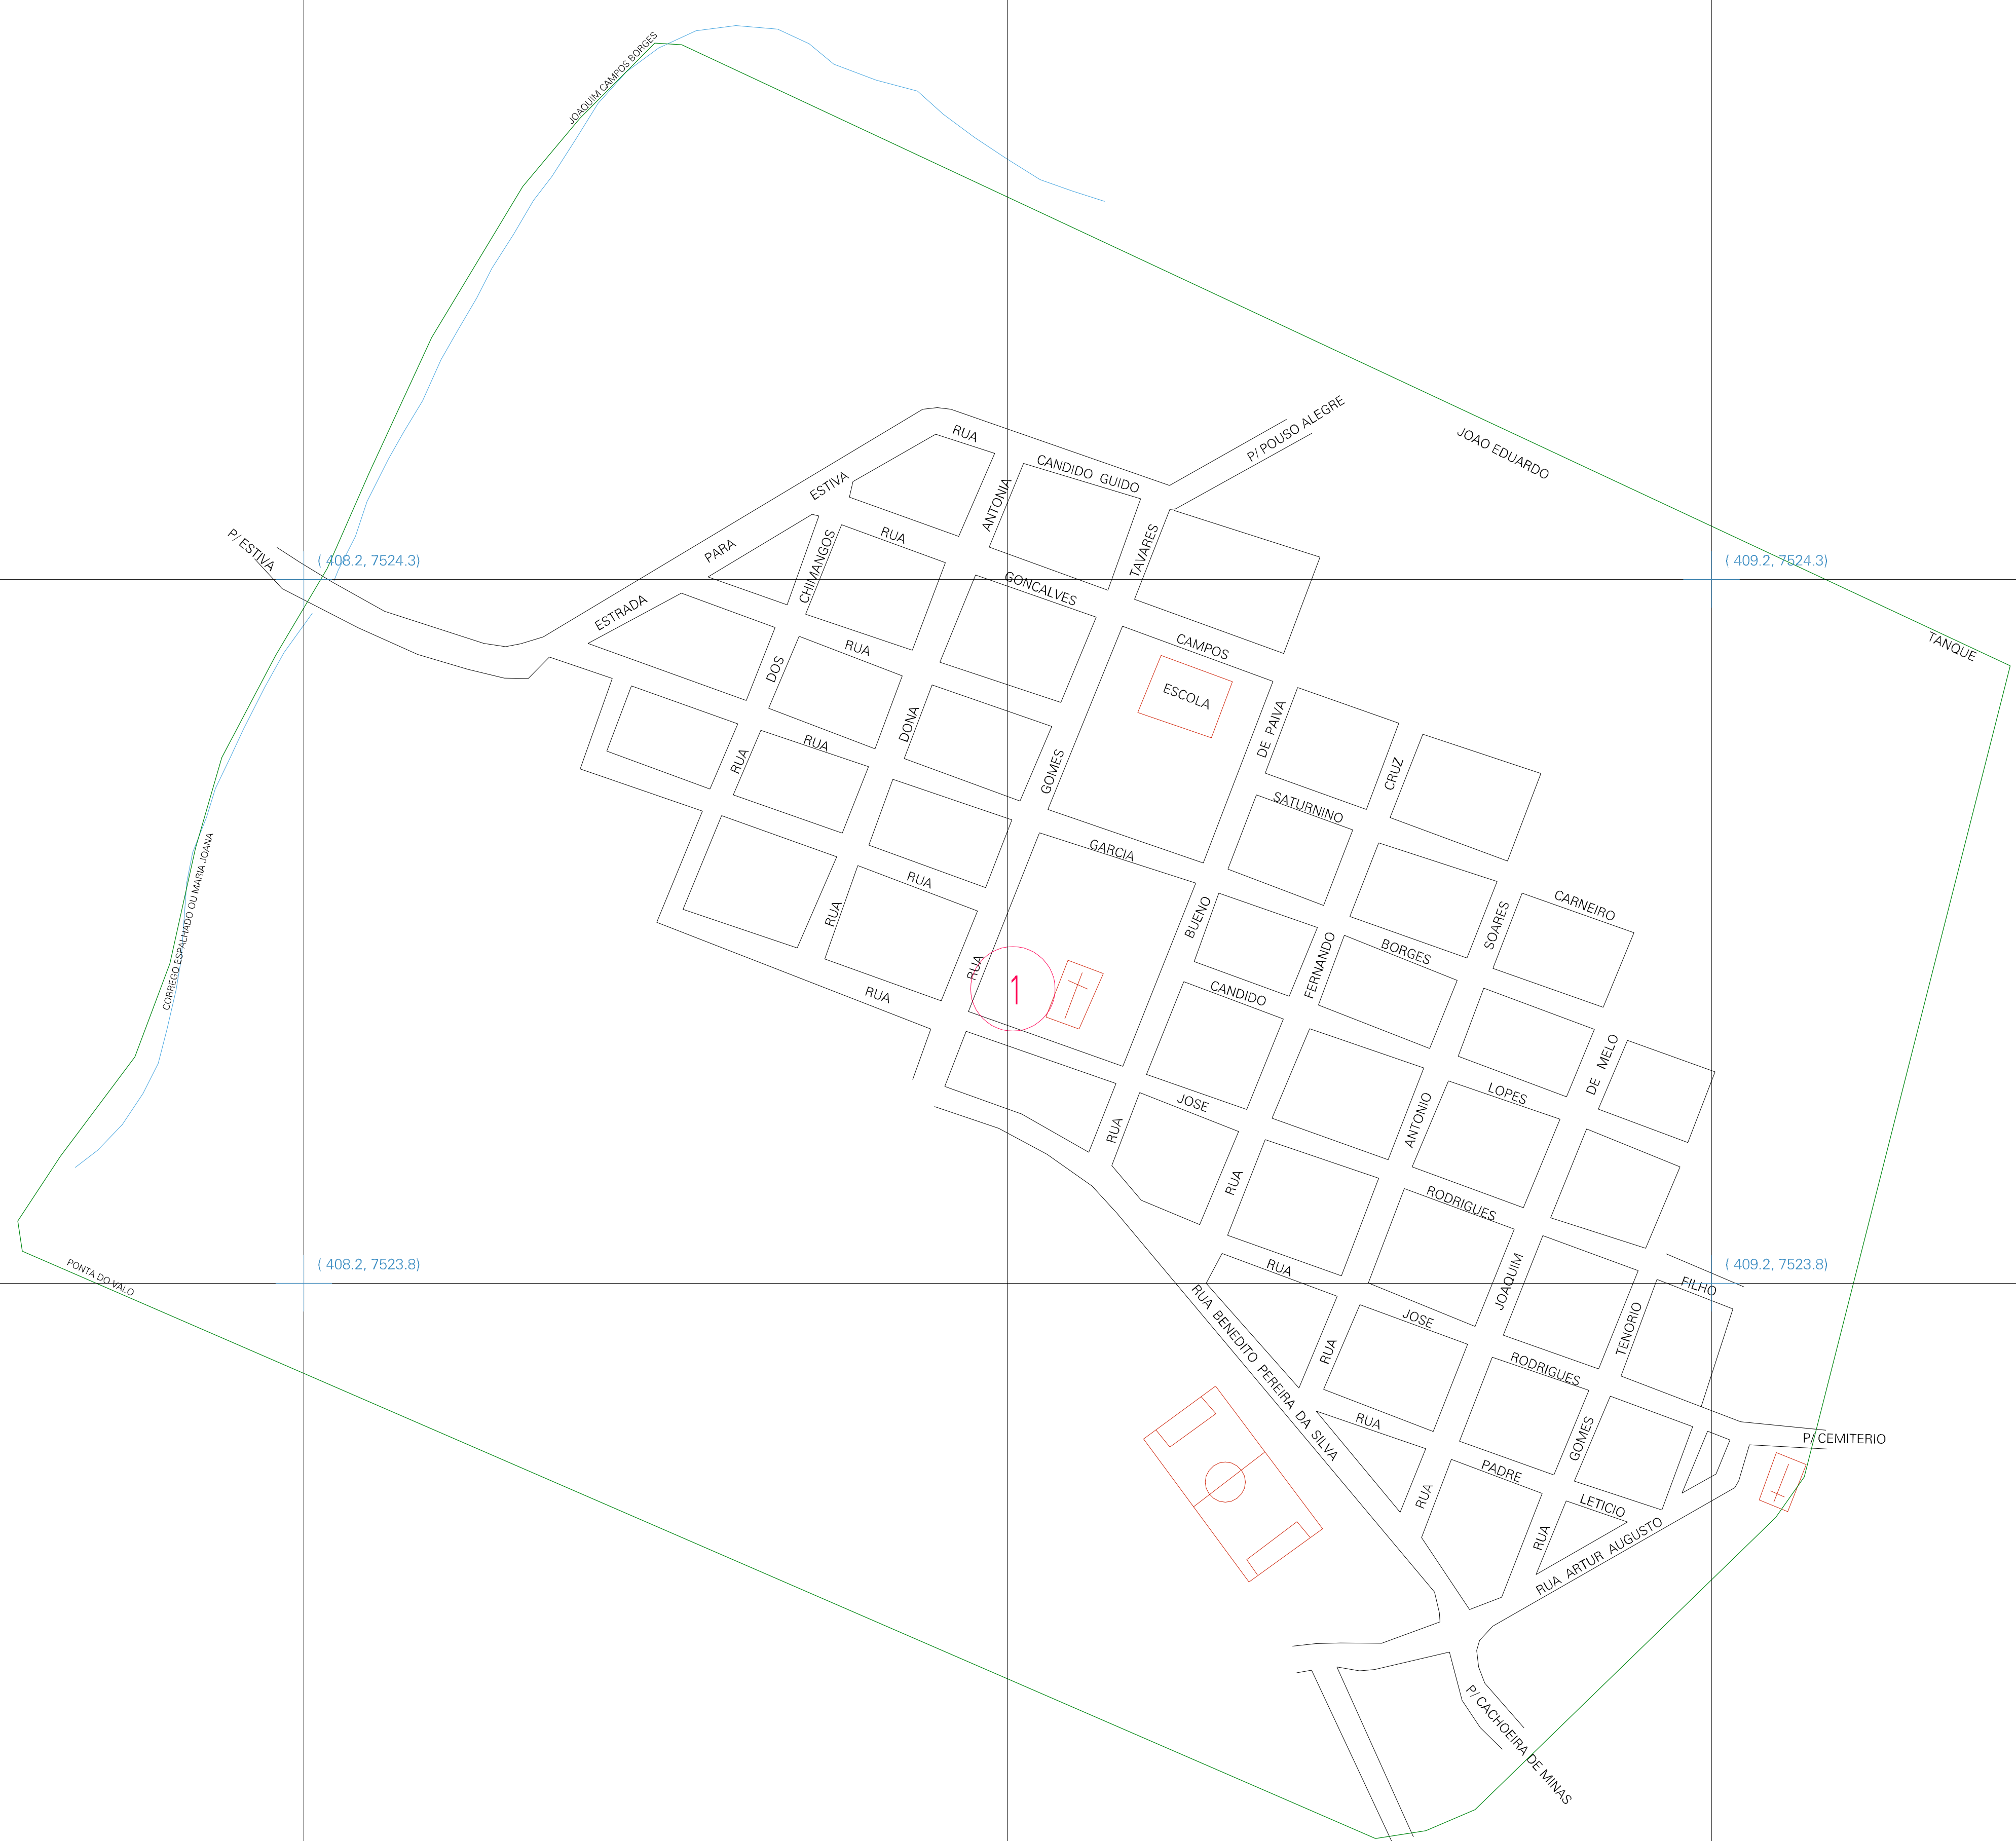 JOAQUIM CAMPOS BORGES
P/ POUSO ALEGRE
JOAO EDUARDO
TANQUE
P/ ESTIVA
( 408.2, 7524.3)
( 409.2, 7524.3)
RUA CANDIDO GUIDO
ESTRADA PARA ESTIVA
RUA DOS CHIMANGOS
RUA DONA ANTONIA
RUA GOMES TAVARES
RUA GONCALVES CAMPOS
ESCOLA
RUA BUENO DE PAIVA
RUA GARCIA SATURNINO CARNEIRO
RUA FERNANDO CRUZ
RUA CANDIDO BORGES
RUA ANTONIO SOARES
RUA JOSE LOPES
RUA JOAQUIM DE MELO
1
CORREGO ESPALHADO OU MARIA JOANA
RUA RODRIGUES FILHO
PONTA DO VALO
( 408.2, 7523.8)
( 409.2, 7523.8)
RUA JOSE RODRIGUES
RUA GOMES TENORIO
RUA BENEDITO PEREIRA DA SILVA
RUA PADRE LETICIO
RUA ARTUR AUGUSTO
P/ CEMITERIO
P/ CACHOEIRA DE MINAS